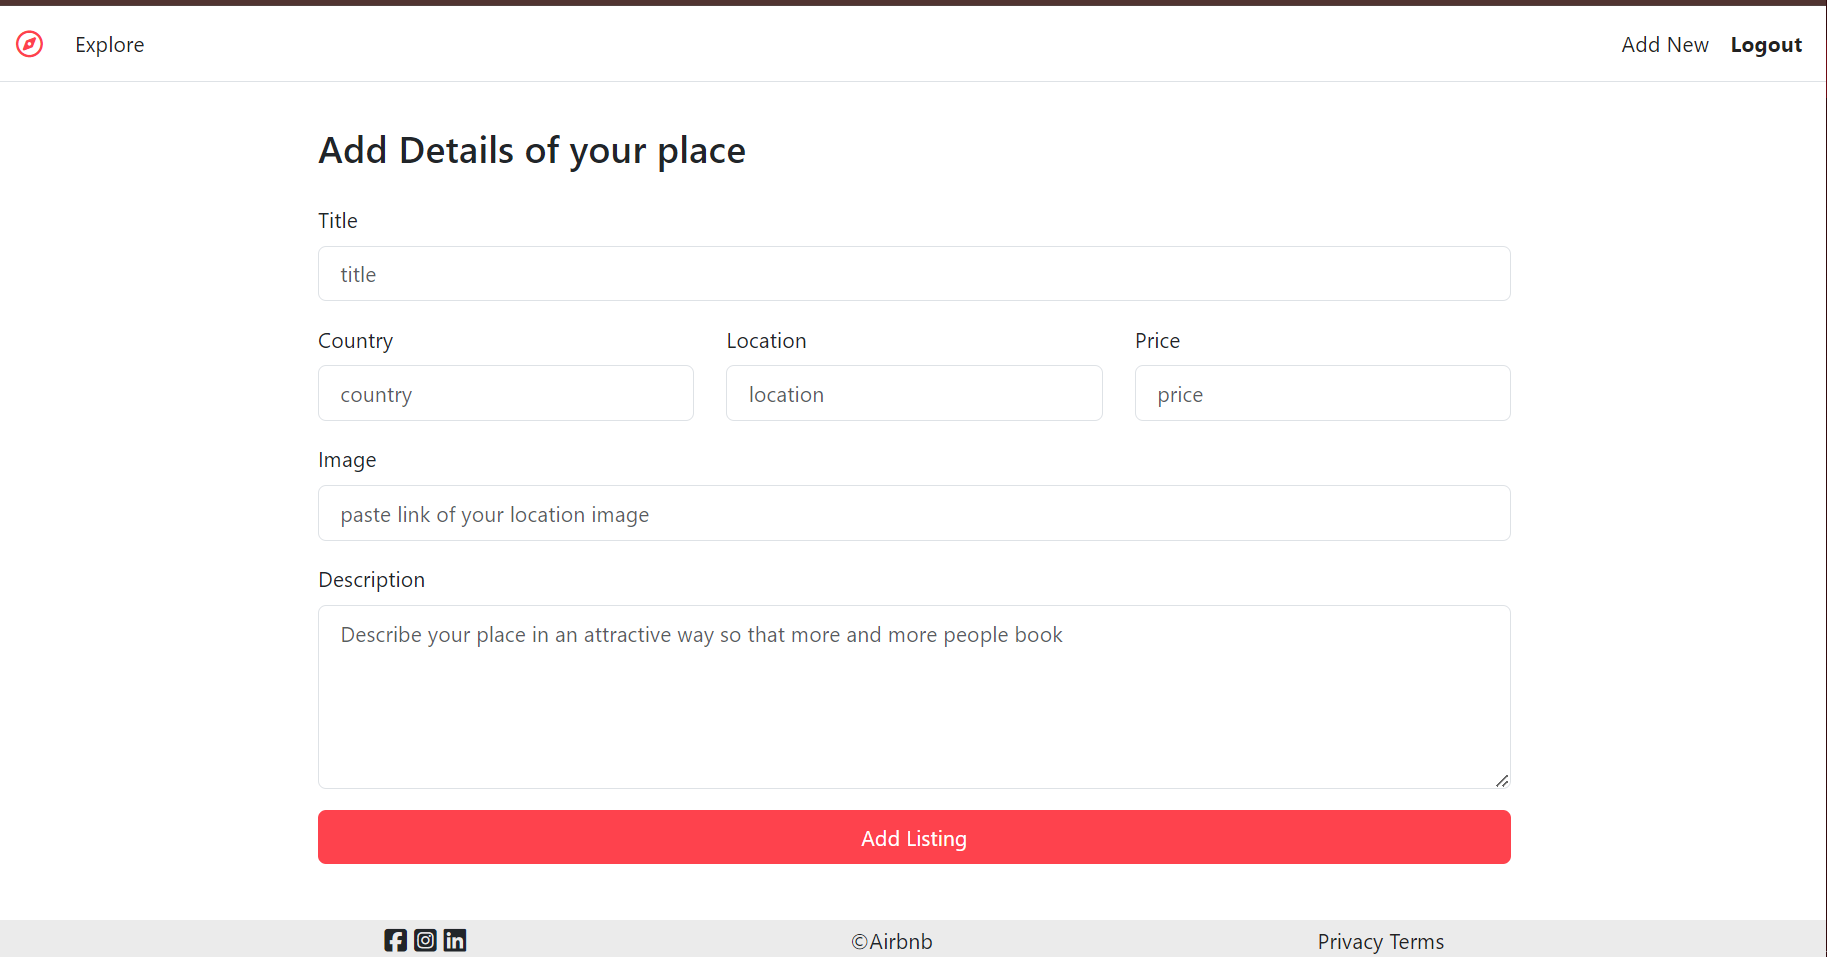 Explore Add New Logout
Add Details of your place
Title
title
Country Location Price
country location price
Image
paste link of your location image
Description
Describe your place in an attractive way so that more and more people book
Add Listing
©Airbnb Privacy Terms